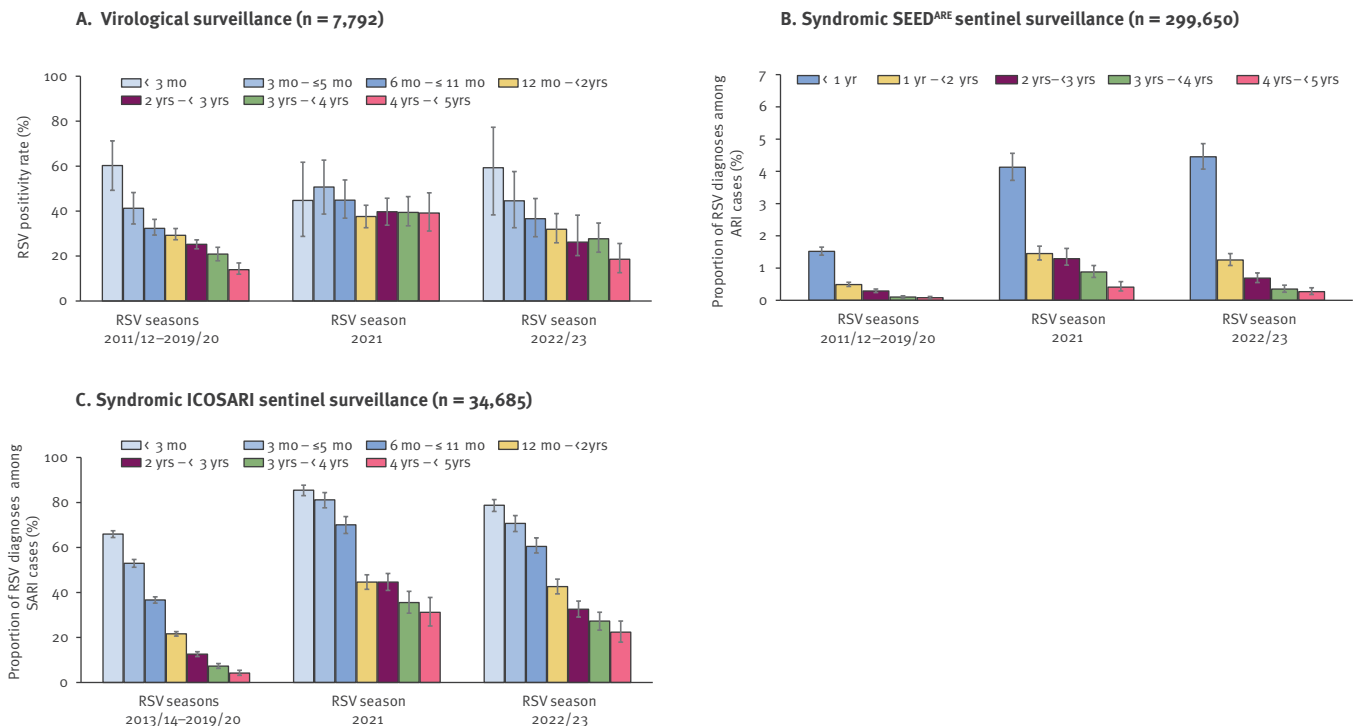 A. Virological surveillance (n = 7,792)
RSV positivity rate (%)
100
80
60
40
20
0
< 3 mo
3 mo – ≤5 mo
6 mo – ≤ 11 mo
12 mo – <2yrs
2 yrs – < 3 yrs
3 yrs – <4 yrs
4 yrs – < 5yrs
RSV seasons
2011/12–2019/20
RSV season
2021
RSV season
2022/23
B. Syndromic SEEDARE sentinel surveillance (n = 299,650)
Proportion of RSV diagnoses among
ARI cases (%)
7
6
5
4
3
2
1
0
< 1 yr
1 yr – <2 yrs
2 yrs–<3 yrs
3 yrs – <4 yrs
4 yrs – <5 yrs
RSV seasons
2011/12–2019/20
RSV season
2021
RSV season
2022/23
C. Syndromic ICOSARI sentinel surveillance (n = 34,685)
Proportion of RSV diagnoses among
SARI cases (%)
100
80
60
40
20
0
< 3 mo
3 mo – ≤5 mo
6 mo – ≤ 11 mo
12 mo – <2yrs
2 yrs – < 3 yrs
3 yrs – <4 yrs
4 yrs – < 5yrs
RSV seasons
2013/14–2019/20
RSV season
2021
RSV season
2022/23